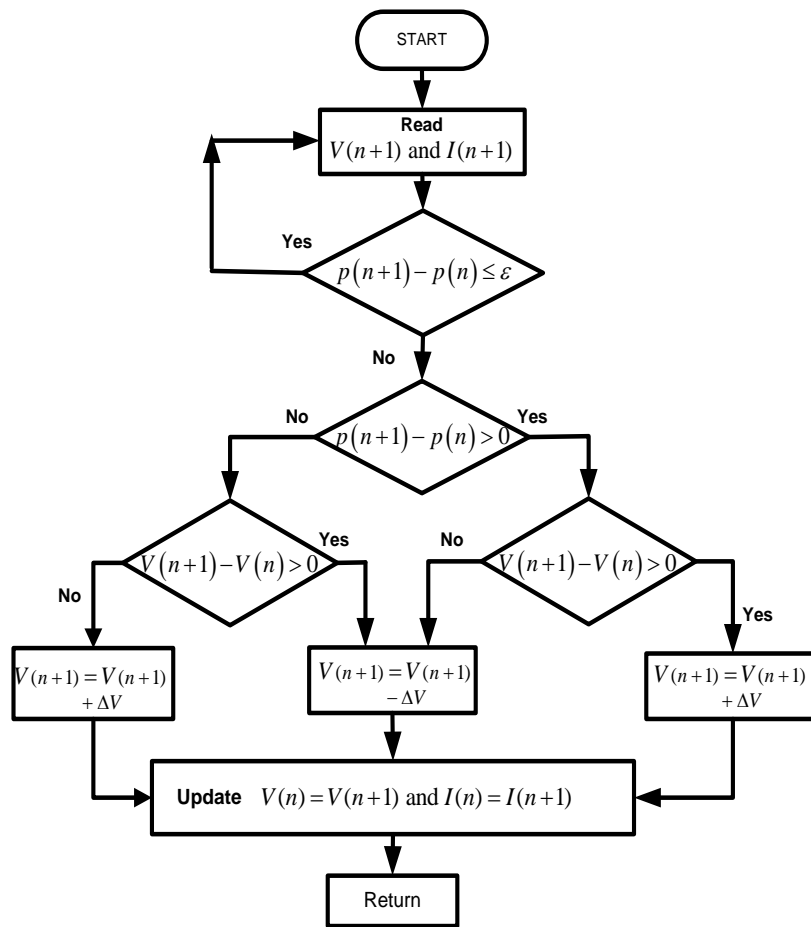 START
Read
V(n+1) and I(n+1)
Yes
p(n+1)−p(n)≤ε
No
No
Yes
p(n+1)−p(n)>0
Yes
No
V(n+1)−V(n)>0
V(n+1)−V(n)>0
No
Yes
V(n+1)=V(n+1)
+ΔV
V(n+1)=V(n+1)
−ΔV
V(n+1)=V(n+1)
+ΔV
Update V(n)=V(n+1) and I(n)=I(n+1)
Return